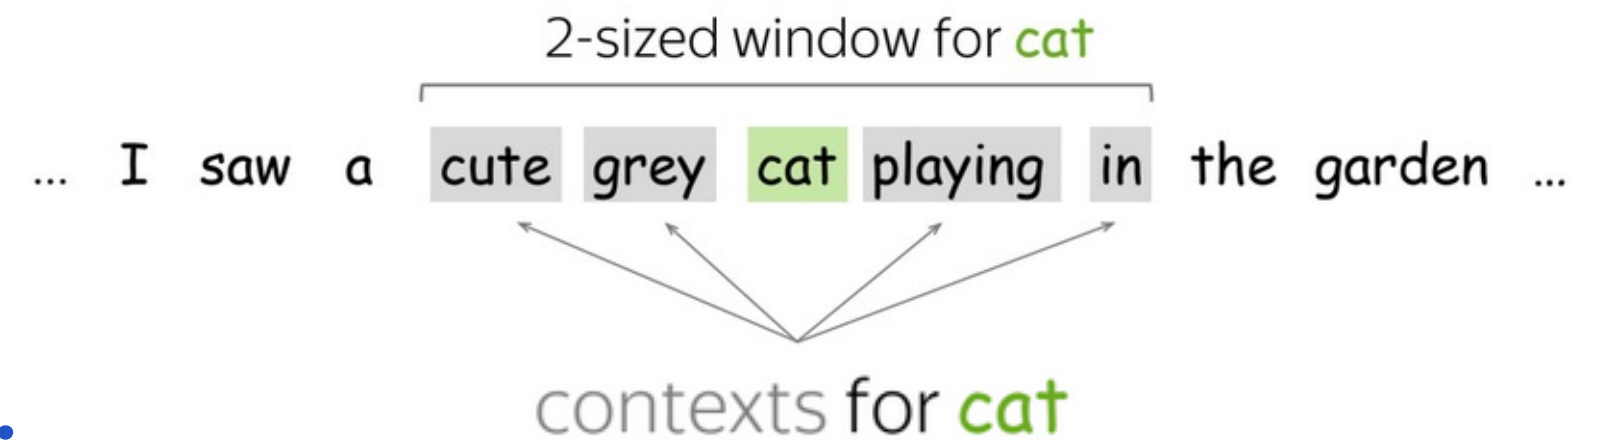 2-sized window for cat
... I saw a cute grey cat playing in the garden ...
contexts for cat